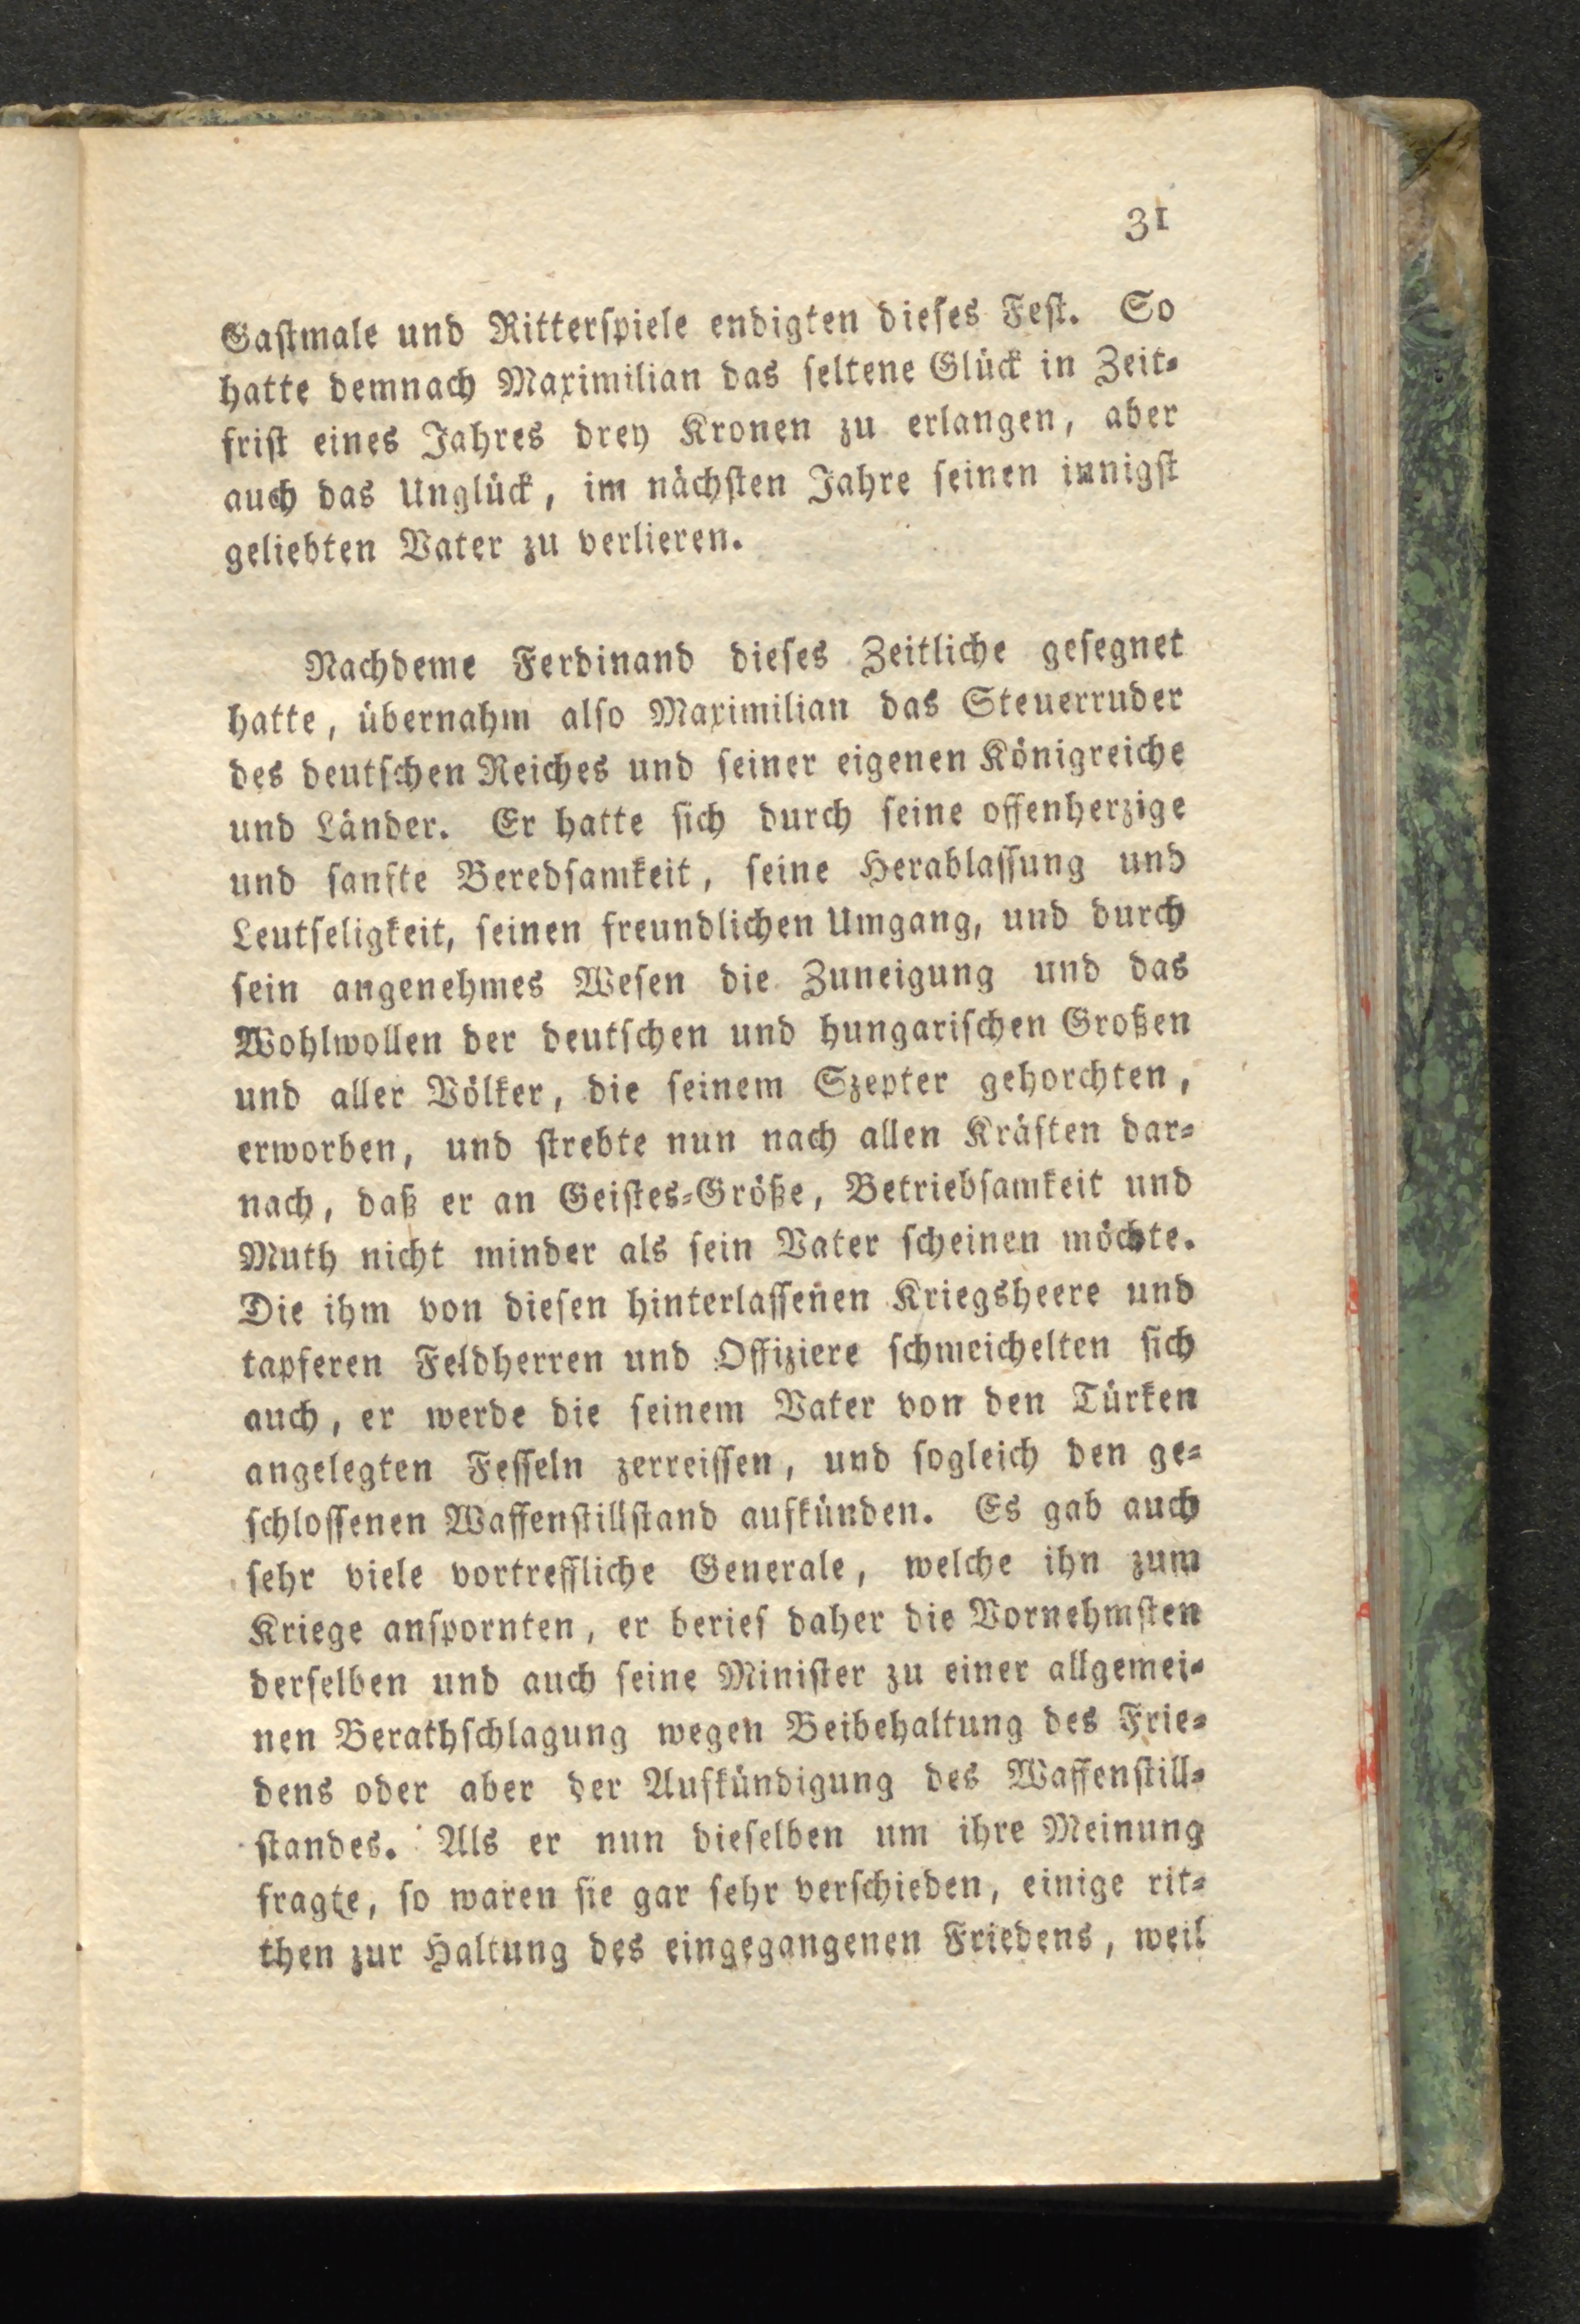 31
Gaſtmale und Ritterſpiele endigten dieſes Feſt. So
hatte demnach Maximilian das ſeltene Glück in Zeit⸗
friſt eines Jahres drey Kronen zu erlangen, aber
auch das Unglück, im nächſten Jahre ſeinen innigſt
geliebten Vater zu verlieren.
Nachdeme Ferdinand dieſes Zeitliche geſegnet
hatte, übernahm alſo Maximilian das Steuerruder
des deutſchen Reiches und ſeiner eigenen Königreiche
und Länder. Er hatte ſich durch ſeine offenherzige
und ſanfte Beredſamkeit, ſeine Herablaſſung und
Leutſeligkeit, ſeinen freundlichen Umgang, und durch
ſein angenehmes Weſen die Zuneigung und das
Wohlwollen der deutſchen und hungariſchen Großen
und aller Völker, die ſeinem Szepter gehorchten,
erworben, und ſtrebte nun nach allen Kräften dar⸗
nach, daß er an Geiſtes⸗Größe, Betriebſamkeit und
Muth nicht minder als ſein Vater ſcheinen möchte.
Die ihm von dieſen hinterlaſſenen Kriegsheere und
tapferen Feldherren und Offiziere ſchmeichelten ſich
auch, er werde die ſeinem Vater von den Türken
angelegten Feſſeln zerreiſſen, und ſogleich den ge⸗
ſchloſſenen Waffenſtillſtand aufkünden. Es gab auch
ſehr viele vortreffliche Generale, welche ihn zum
Kriege anſpornten, er berief daher die Vornehmſten
derſelben und auch ſeine Miniſter zu einer allgemei⸗
nen Berathſchlagung wegen Beibehaltung des Frie⸗
dens oder aber der Aufkündigung des Waffenſtill⸗
ſtandes. Als er nun dieſelben um ihre Meinung
fragte, ſo waren ſie gar ſehr verſchieden, einige rit⸗
then zur Haltung des eingegangenen Friedens, weil